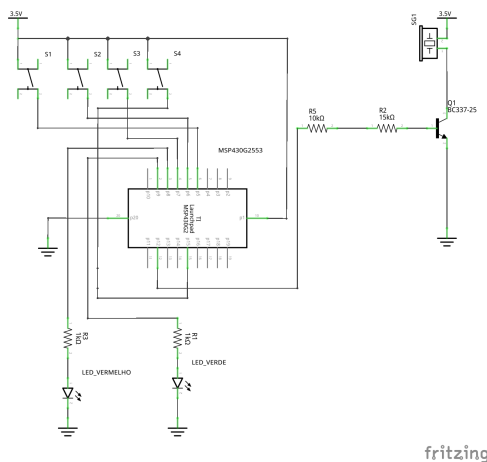 3.5V
3.5V
SG1
S1
S2
S3
S4
R5
10kΩ
R2
15kΩ
Q1
BC337-25
MSP430G2553
T1
Launchpad
MSP430G2
R3
1kΩ
R1
1kΩ
LED_VERMELHO
LED_VERDE
fritzing